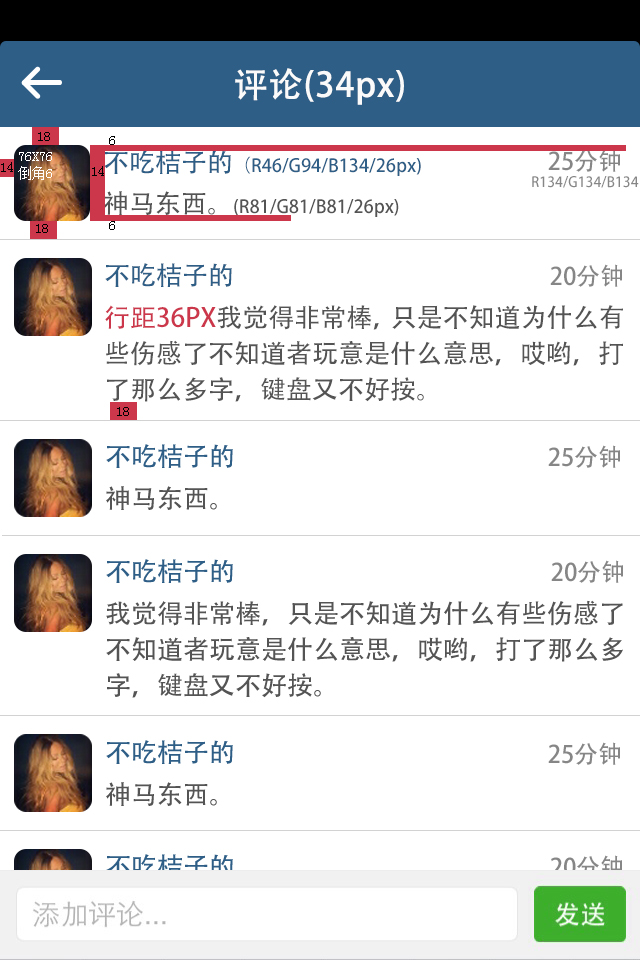 评论(34px)
18
6
76X76
倒角6
14
14
不吃桔子的（R46/G94/B134/26px)
25分钟
R134/G134/B134
神马东西。(R81/G81/B81/26px)
18
6
不吃桔子的
20分钟
行距36PX我觉得非常棒, 只是不知道为什么有
些伤感了不知道者玩意是什么意思，哎哟，打
了那么多字，键盘又不好按。
18
不吃桔子的
25分钟
神马东西。
不吃桔子的
20分钟
我觉得非常棒，只是不知道为什么有些伤感了
不知道者玩意是什么意思，哎哟，打了那么多
字，键盘又不好按。
不吃桔子的
25分钟
神马东西。
不吃桔子的
20分钟
添加评论...
发送